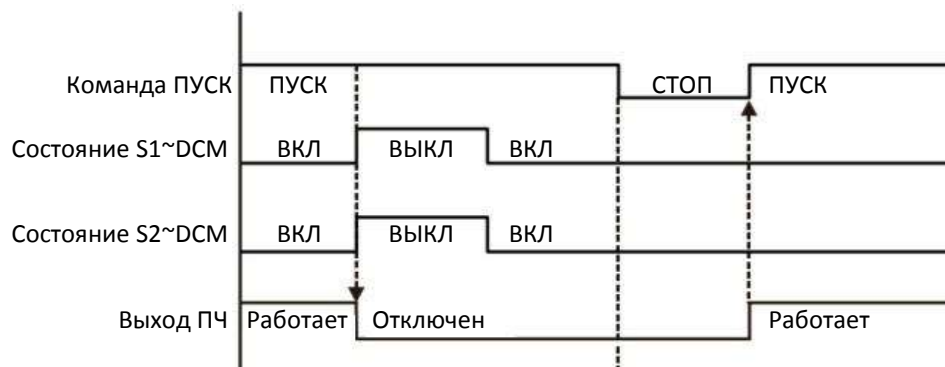 Команда ПУСК ПУСК СТОП ПУСК
Состояние S1~DCM ВКЛ ВЫКЛ ВКЛ
Состояние S2~DCM ВКЛ ВЫКЛ ВКЛ
Выход ПЧ Работает Отключен Работает